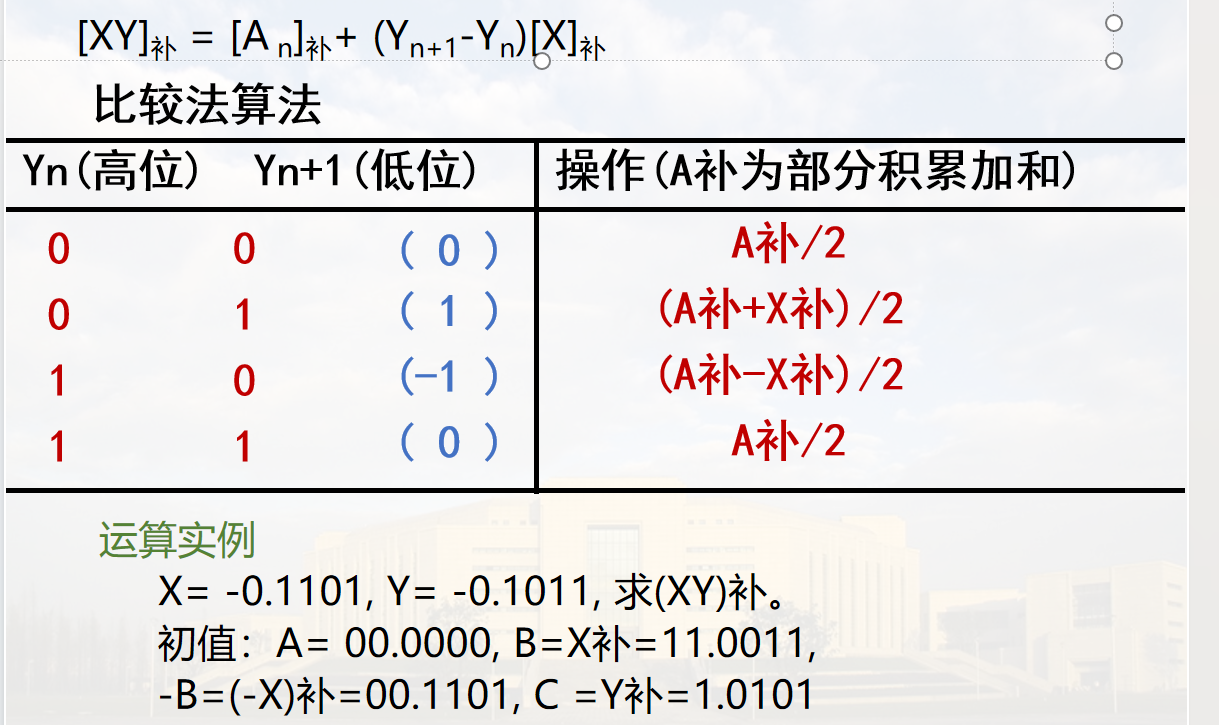 [XY]补 = [A n]补+ (Yn+1-Yn)[X]补
比较法算法
Yn(高位) Yn+1(低位) 操作(A补为部分积累加和)
0 0 ( 0 ) A补/2
0 1 ( 1 ) (A补+X补)/2
1 0 (-1 ) (A补-X补)/2
1 1 ( 0 ) A补/2
运算实例
X= -0.1101, Y= -0.1011, 求(XY)补。
初值：A= 00.0000, B=X补=11.0011,
-B=(-X)补=00.1101, C =Y补=1.0101